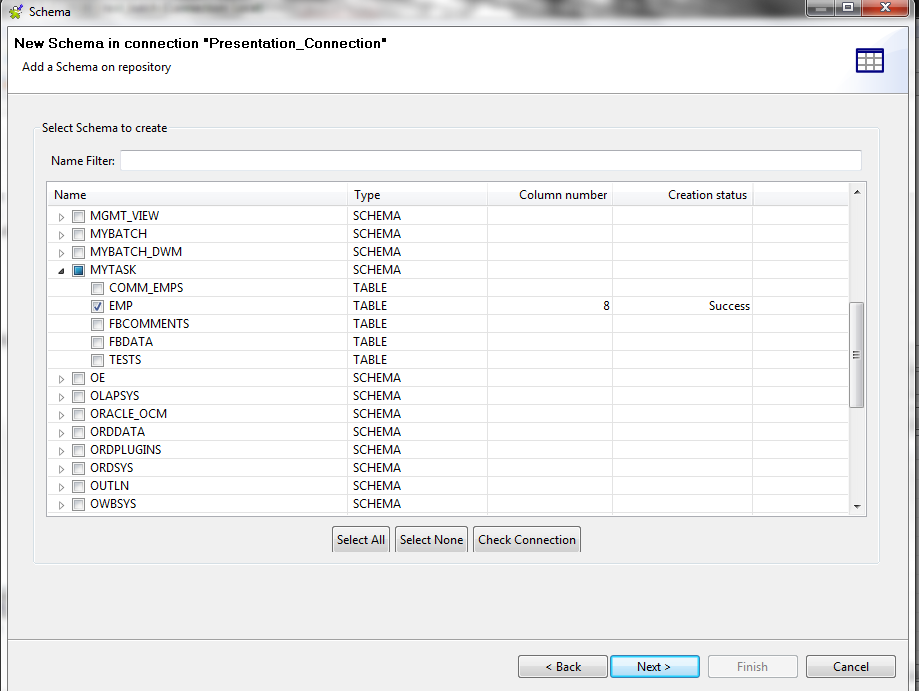 Schema
New Schema in connection "Presentation_Connection"
Add a Schema on repository
Select Schema to create
Name Filter:
Name Type Column number Creation status
MGMT_VIEW SCHEMA
MYBATCH SCHEMA
MYBATCH_DWM SCHEMA
MYTASK SCHEMA
COMM_EMPS TABLE
EMP TABLE 8 Success
FBCOMMENTS TABLE
FBDATA TABLE
TESTS TABLE
OE SCHEMA
OLAPSYS SCHEMA
ORACLE_OCM SCHEMA
ORDDATA SCHEMA
ORDPLUGINS SCHEMA
ORDSYS SCHEMA
OUTLN SCHEMA
OWBSYS SCHEMA
Select All Select None Check Connection
< Back Next > Finish Cancel